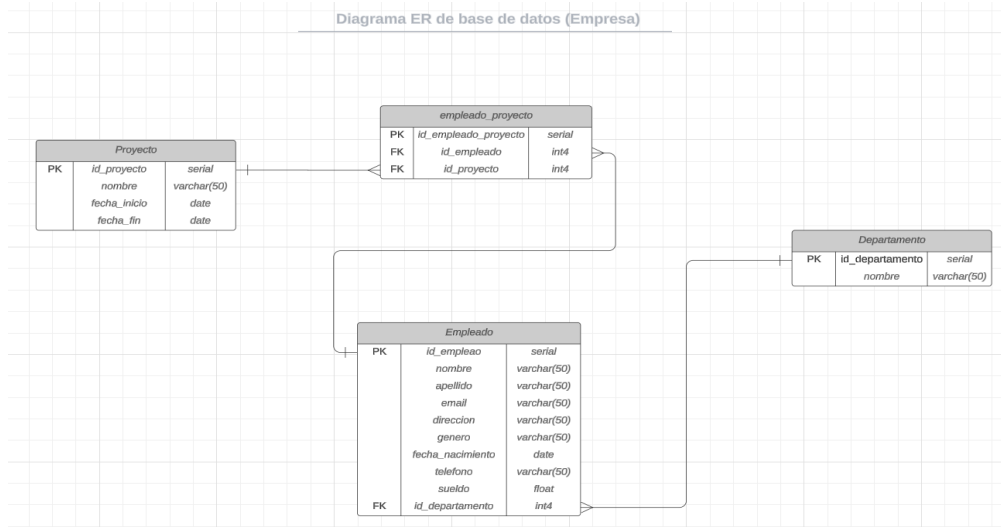 Diagrama ER de base de datos (Empresa)
empleado_proyecto
PK id_empleado_proyecto serial
FK id_empleado int4
FK id_proyecto int4
Proyecto
PK id_proyecto serial
nombre varchar(50)
fecha_inicio date
fecha_fin date
Departamento
PK id_departamento serial
nombre varchar(50)
Empleado
PK id_empleao serial
nombre varchar(50)
apellido varchar(50)
email varchar(50)
direccion varchar(50)
genero varchar(50)
fecha_nacimiento date
telefono varchar(50)
sueldo float
FK id_departamento int4